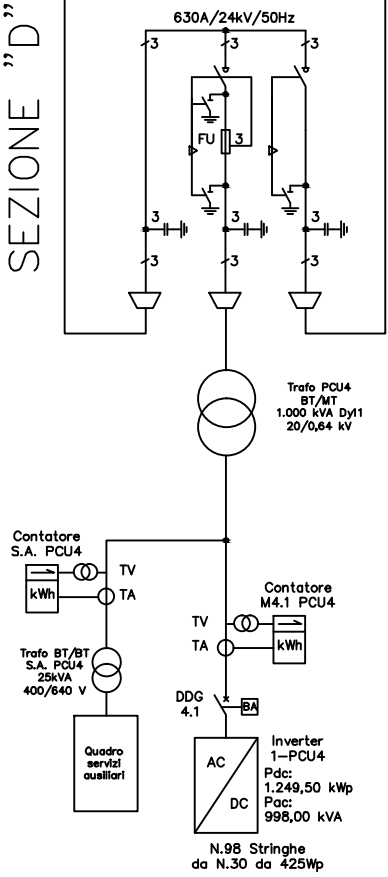 SEZIONE "D"
630A/24kV/50Hz
3
3
3
FU
3
3
3
3
3
3
3
Trafo PCU4
BT/MT
1.000 kVA Dy11
20/0,64 kV
Contatore
S.A. PCU4
TV
kWh
TA
Contatore
M4.1 PCU4
TV
TA
kWh
Trafo BT/BT
S.A. PCU4
25kVA
400/640 V
DDG
4.1
BA
Quadro
servizi
ausiliari
AC
DC
Inverter
1-PCU4
Pdc:
1.249,50 kWp
Pac:
998,00 kVA
N.98 Stringhe
da N.30 da 425Wp